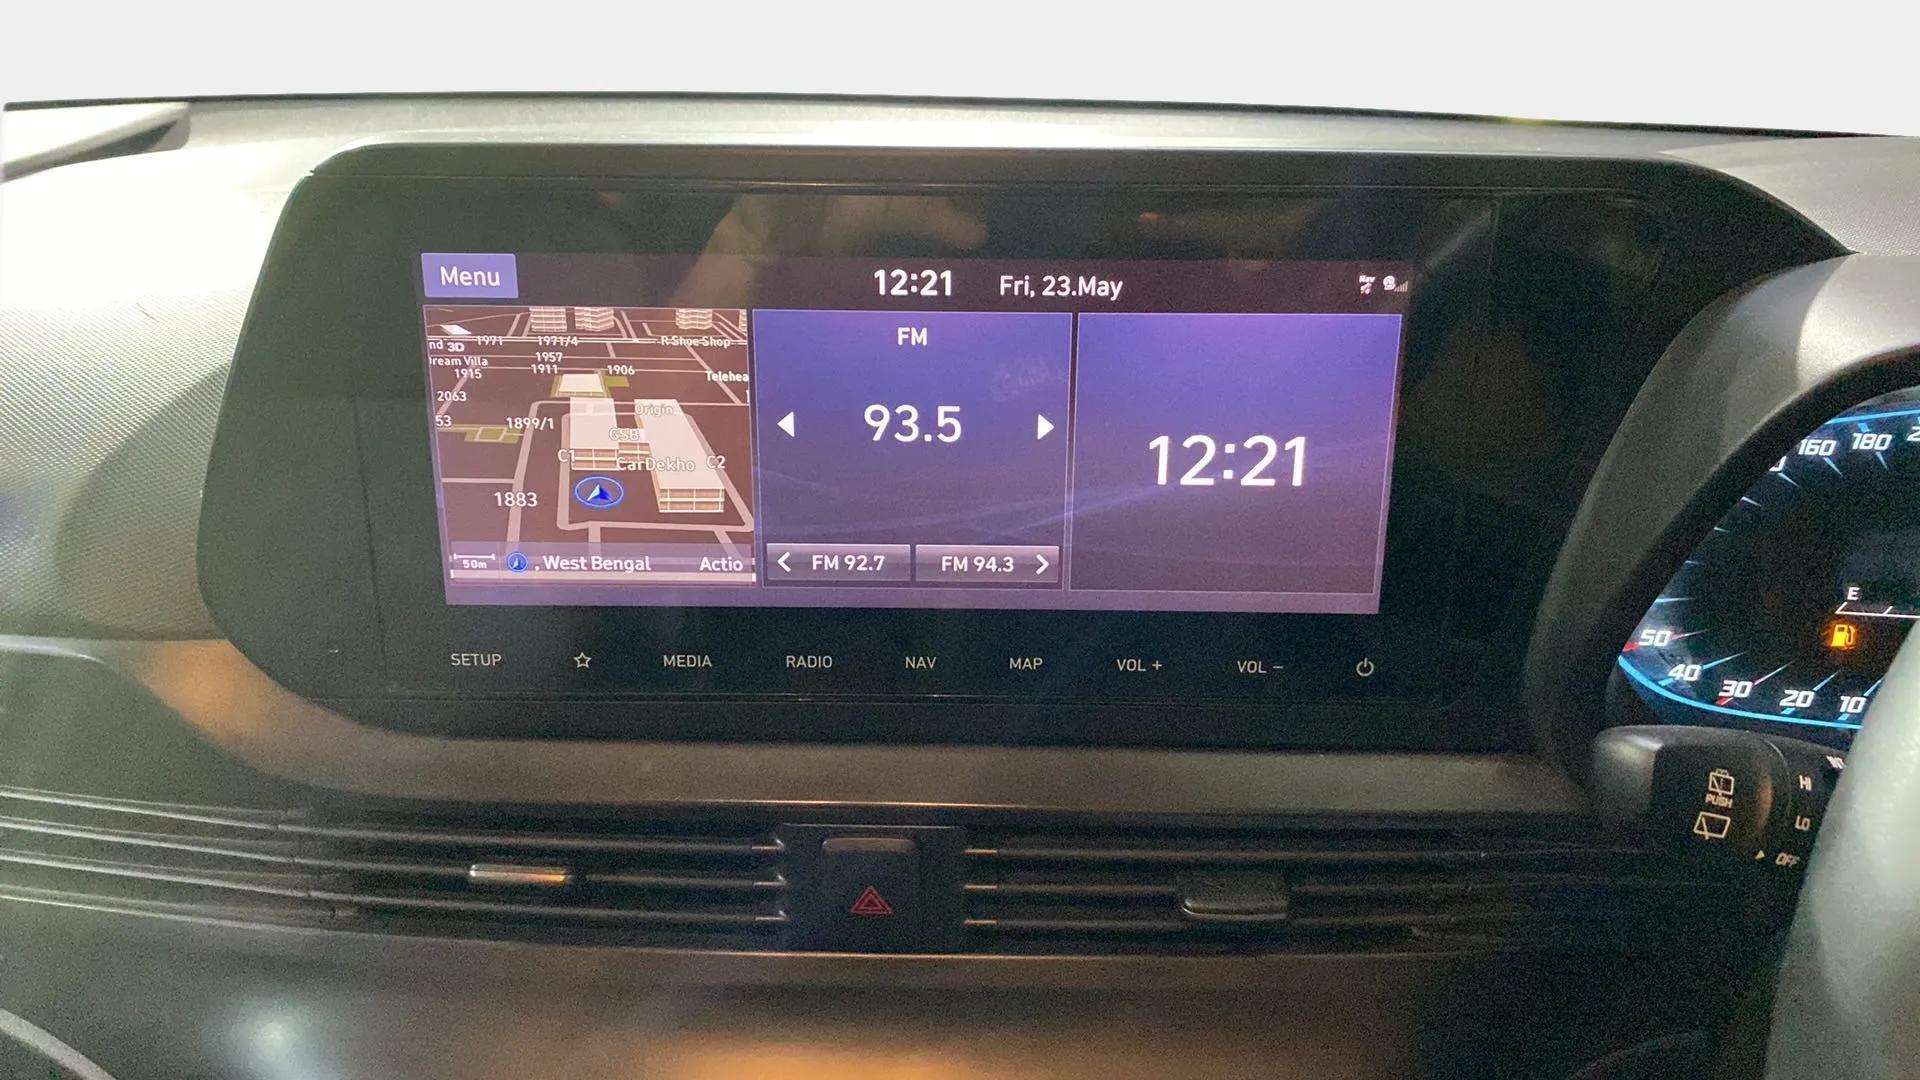 Menu
12:21
Fri, 23.May
Nav
1971
1971/4
R Shoe Shop
nd 3D
1957
ream Villa
1911
1906
1915
Telehea
2063
Origin
53
1899/1
GSB
C1
CarDekho
C2
1883
50m
, West Bengal
Actio
FM
93.5
FM 92.7
FM 94.3
12:21
SETUP
MEDIA
RADIO
NAV
MAP
VOL +
VOL −
160
180
E
50
40
30
20
10
PUSH
HI
LO
OFF